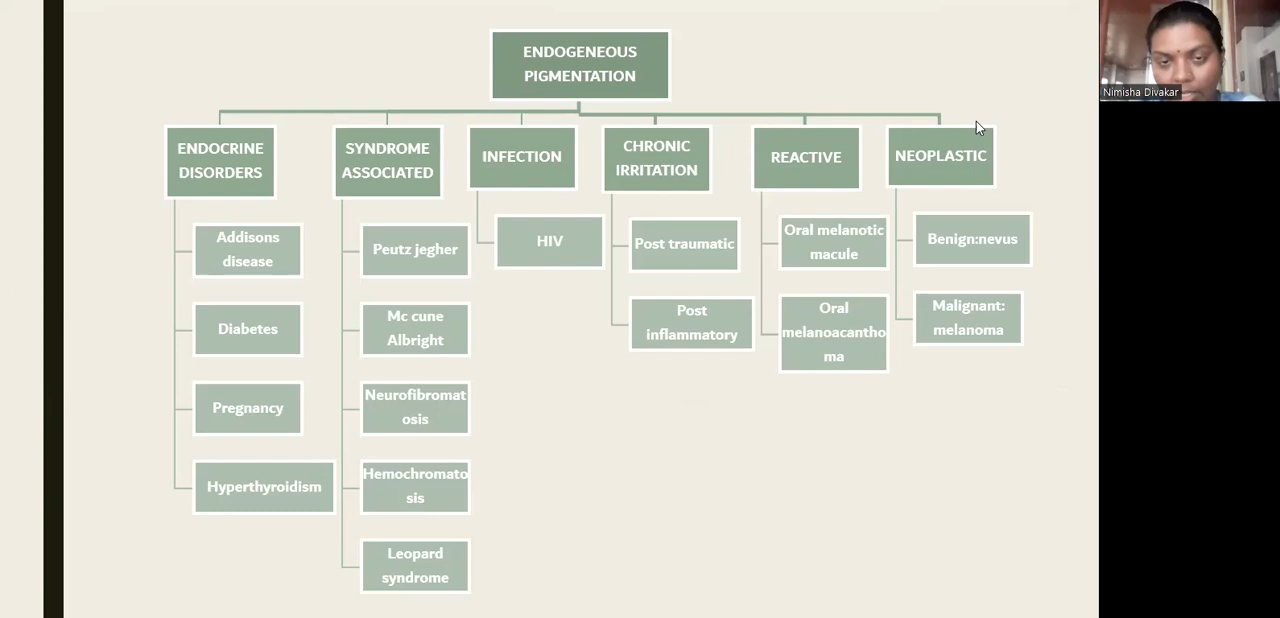 ENDOGENEOUS
PIGMENTATION
Nimisha Divakar
ENDOCRINE
DISORDERS
SYNDROME
ASSOCIATED
INFECTION
CHRONIC
IRRITATION
REACTIVE
NEOPLASTIC
Addisons
disease
Diabetes
Pregnancy
Hyperthyroidism
Peutz jegher
Mc cune
Albright
Neurofibromat
osis
Hemochromato
sis
Leopard
syndrome
HIV
Post traumatic
Post
inflammatory
Oral melanotic
macule
Oral
melanoacantho
ma
Benign:nevus
Malignant:
melanoma